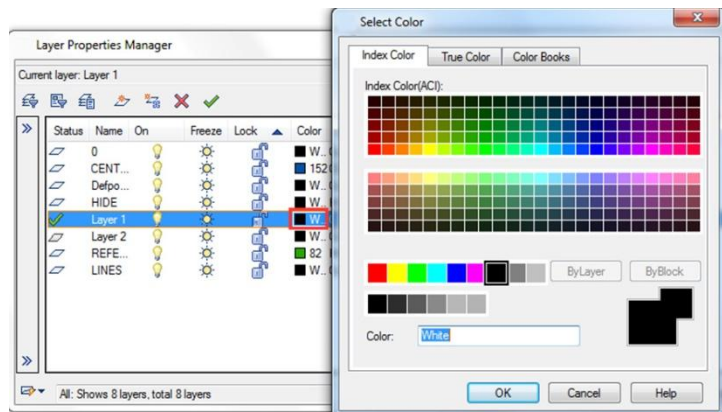 Layer Properties Manager
Current layer: Layer 1
Status Name On Freeze Lock Color
0 W..
CENT... 152
Defpo... W..
HIDE W..
Layer 1 W..
Layer 2 W..
REFE... 82
LINES W..
All: Shows 8 layers, total 8 layers
Select Color
Index Color True Color Color Books
Index Color(ACI):
ByLayer ByBlock
Color: White
OK Cancel Help